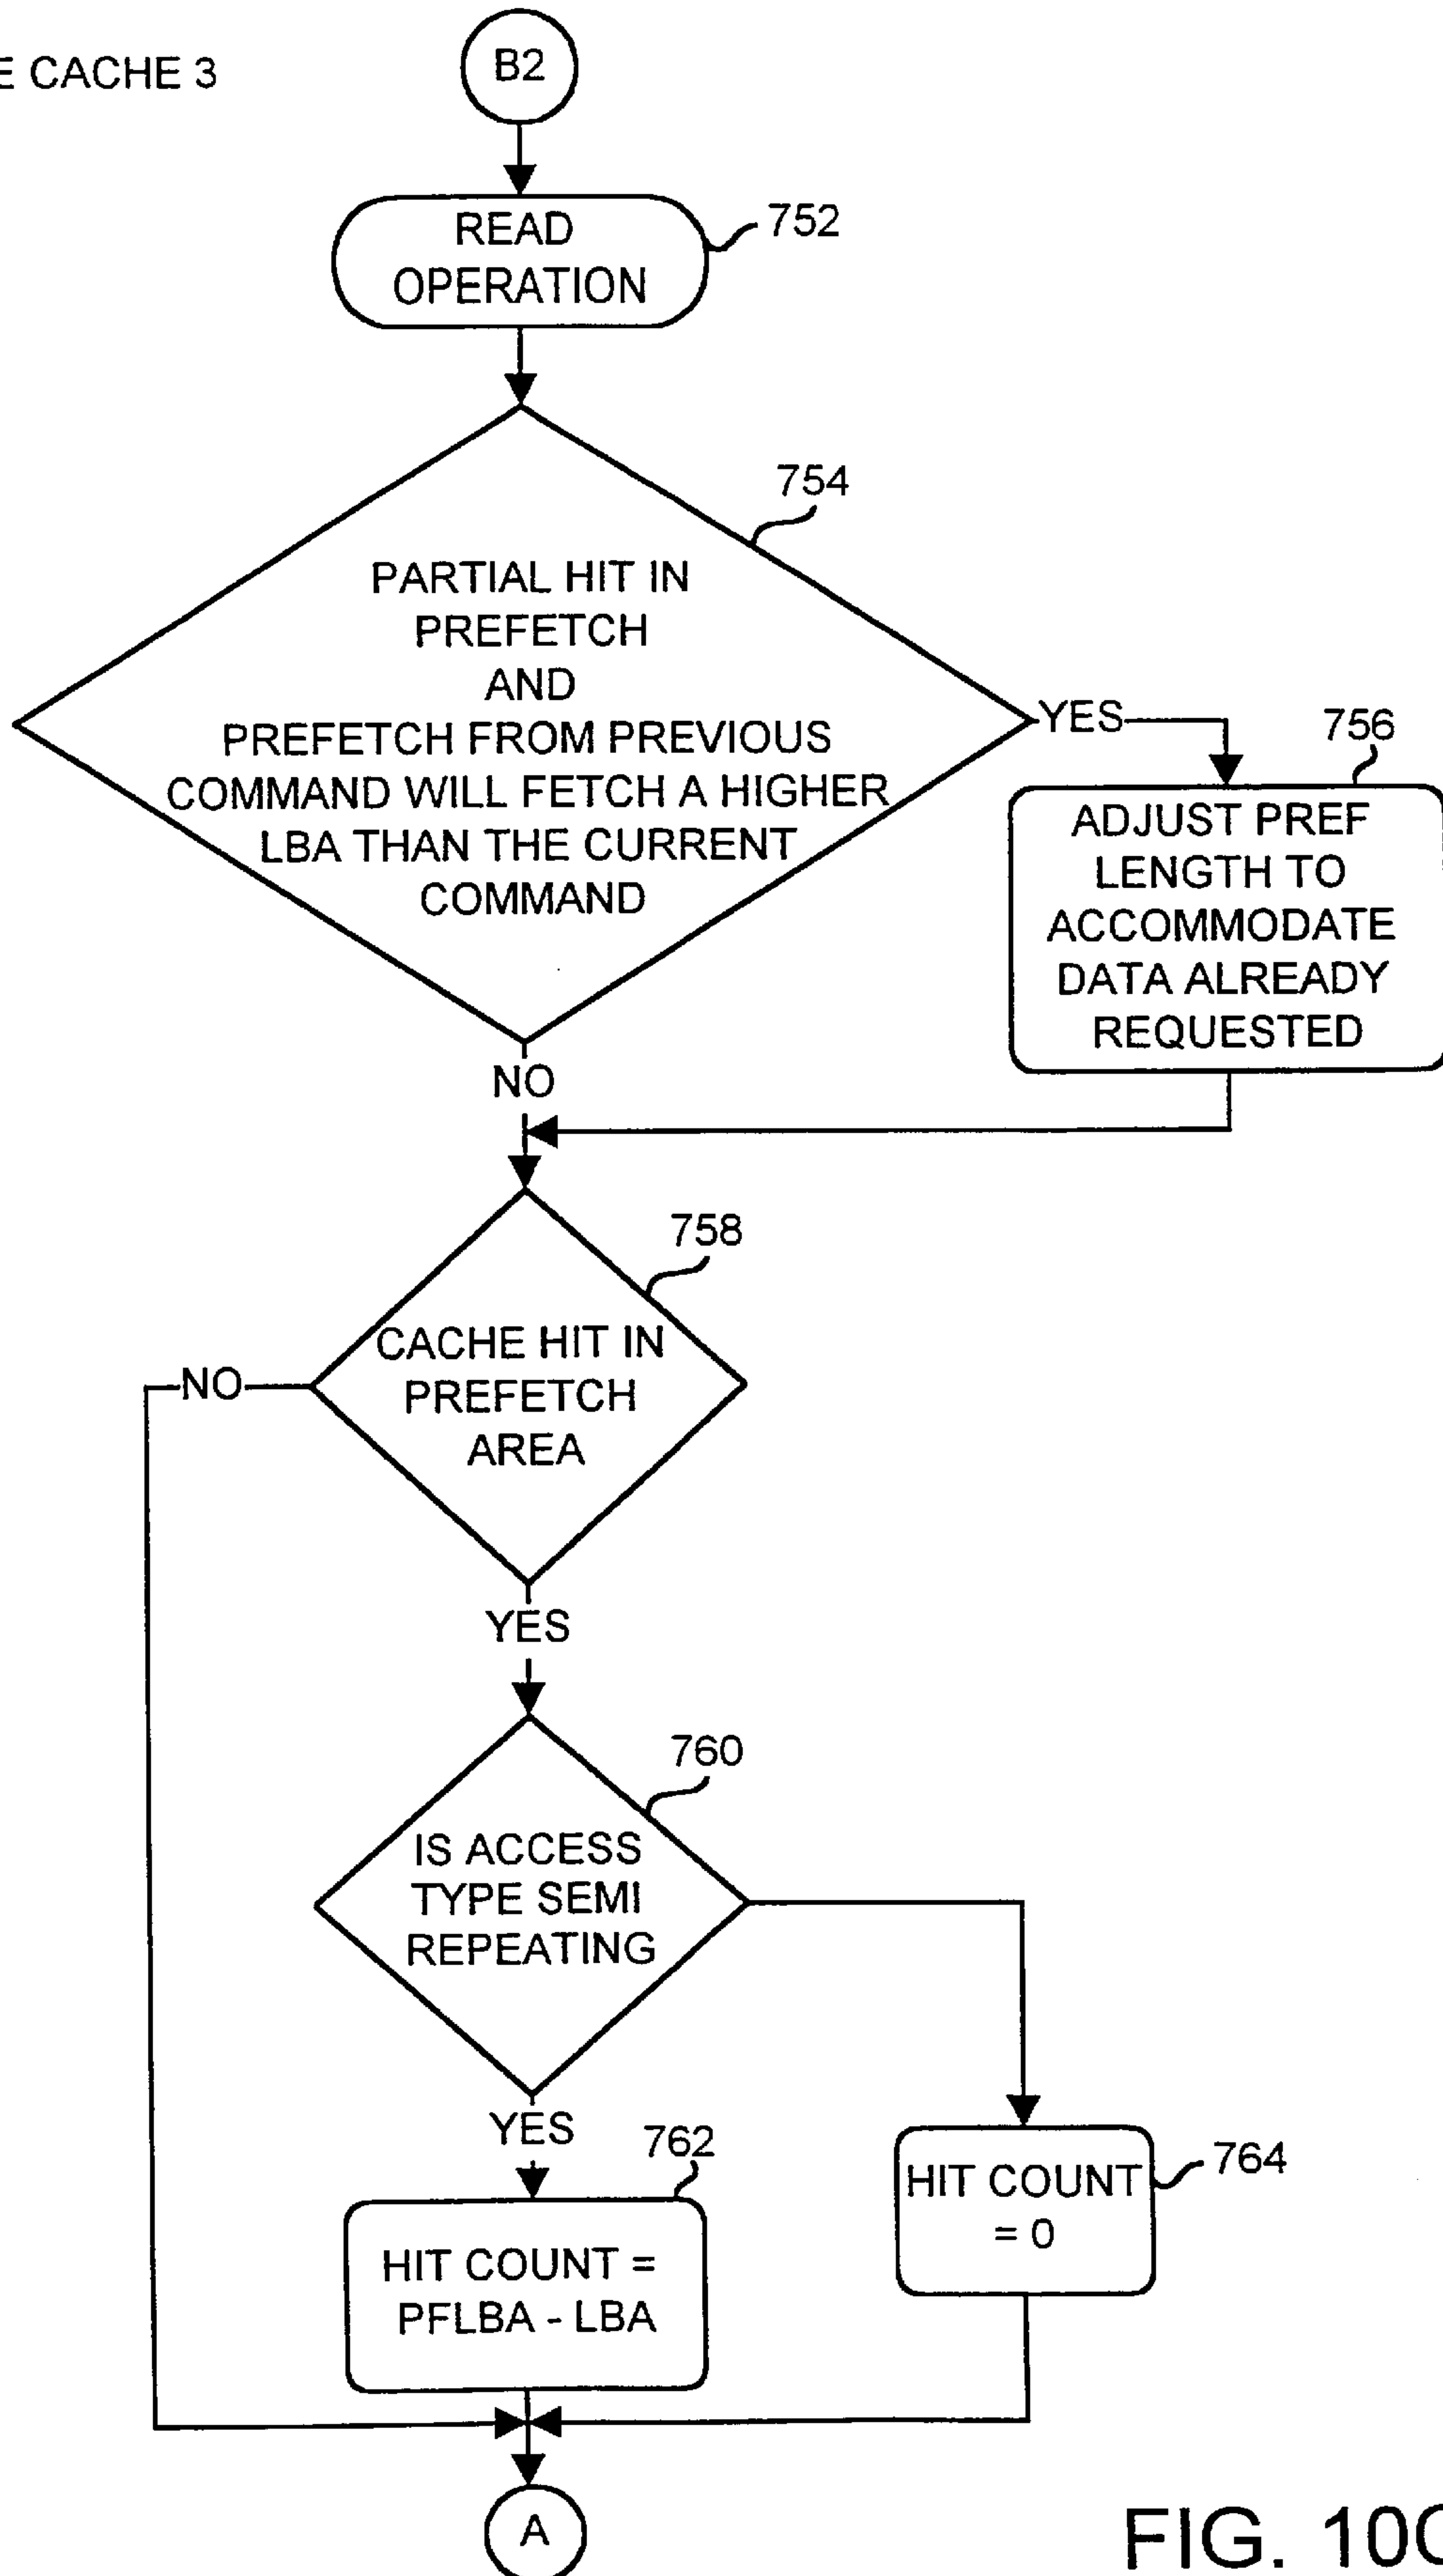 E CACHE 3
B2
READ
OPERATION
752
754
PARTIAL HIT IN
PREFETCH
AND
PREFETCH FROM PREVIOUS
COMMAND WILL FETCH A HIGHER
LBA THAN THE CURRENT
COMMAND
YES
756
ADJUST PREF
LENGTH TO
ACCOMMODATE
DATA ALREADY
REQUESTED
NO
758
CACHE HIT IN
PREFETCH
AREA
NO
YES
760
IS ACCESS
TYPE SEMI
REPEATING
YES
762
HIT COUNT =
PFLBA - LBA
HIT COUNT
= 0
764
A
FIG. 10C